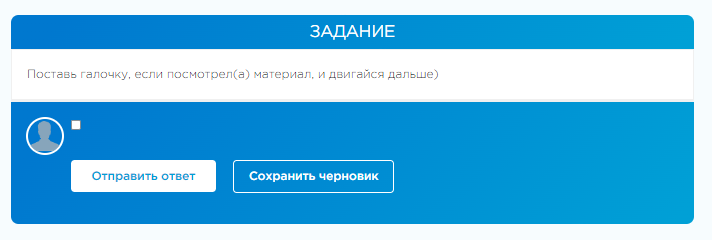 ЗАДАНИЕ
Поставь галочку, если посмотрел(а) материал, и двигайся дальше)
Отправить ответ
Сохранить черновик